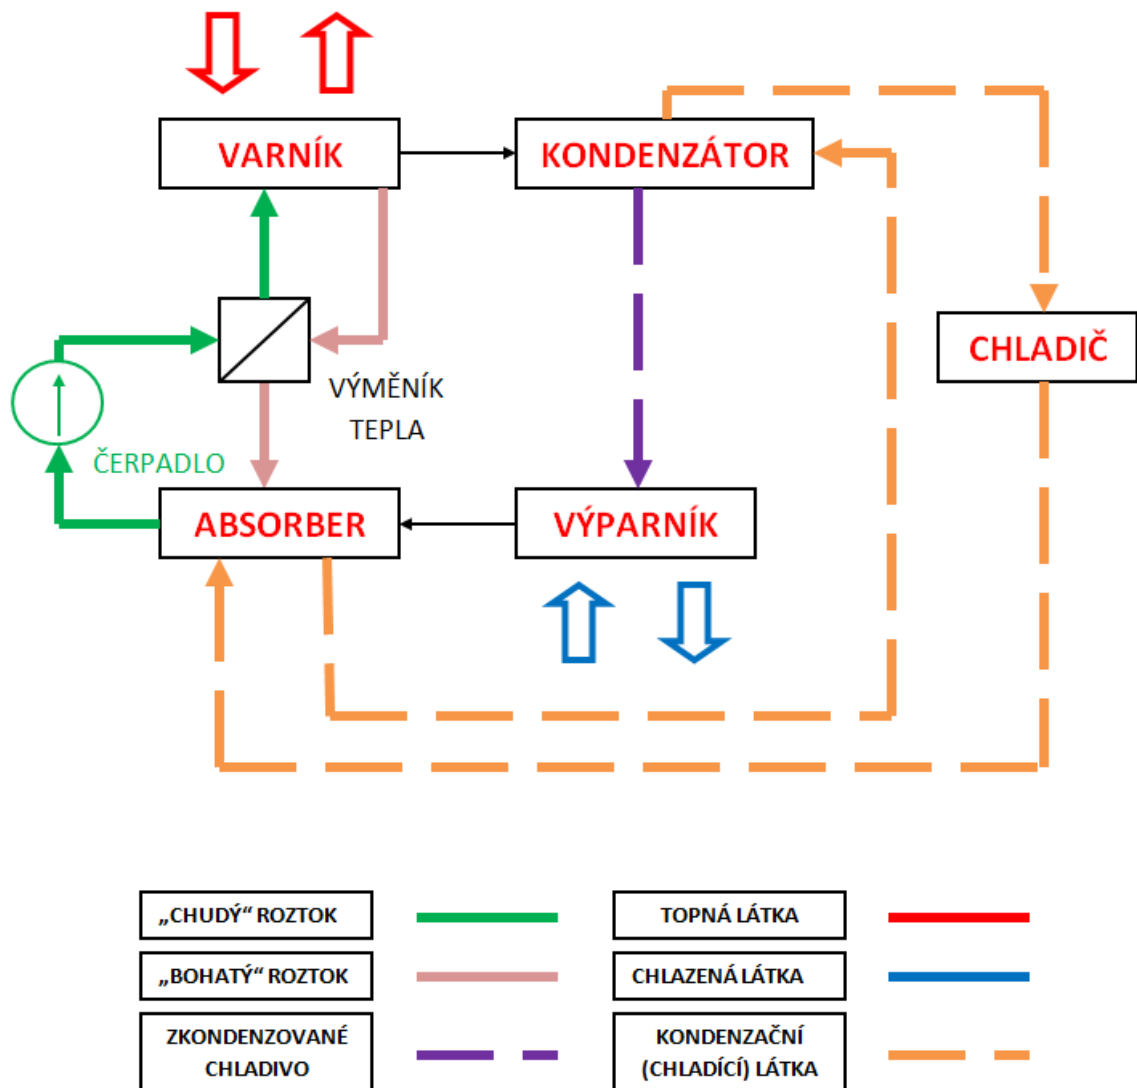 VARNÍK
KONDENZÁTOR
CHLADIČ
VÝMĚNÍK
TEPLA
ČERPADLO
ABSORBER
VÝPARNÍK
„CHUDÝ“ ROZTOK
TOPNÁ LÁTKA
„BOHATÝ“ ROZTOK
CHLAZENÁ LÁTKA
ZKONDENZOVANÉ
CHLADIVO
KONDENZAČNÍ
(CHLADÍCÍ) LÁTKA